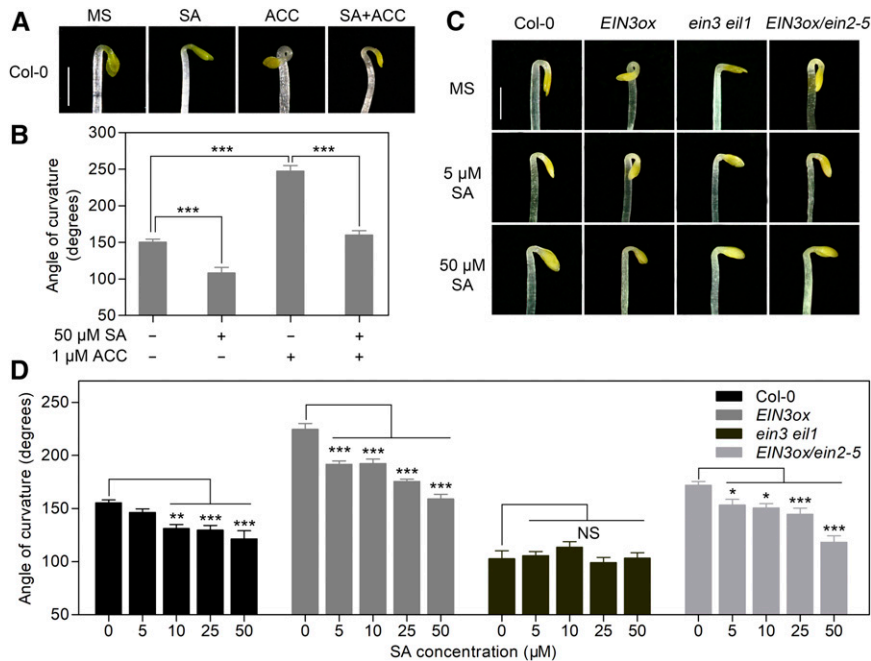 A
MS SA ACC SA+ACC
Col-0
B
300
250
200
150
100
50
Angle of curvature
(degrees)
***
***
***
50 µM SA − + − +
1 µM ACC − − + +
C
Col-0 EIN3ox ein3 eil1 EIN3ox/ein2-5
MS
5 µM
SA
50 µM
SA
D
250
200
150
100
50
Angle of curvature (degrees)
** *** ***
*** *** *** ***
NS
* * *** ***
Col-0
EIN3ox
ein3 eil1
EIN3ox/ein2-5
0 5 10 25 50 0 5 10 25 50 0 5 10 25 50 0 5 10 25 50
SA concentration (µM)